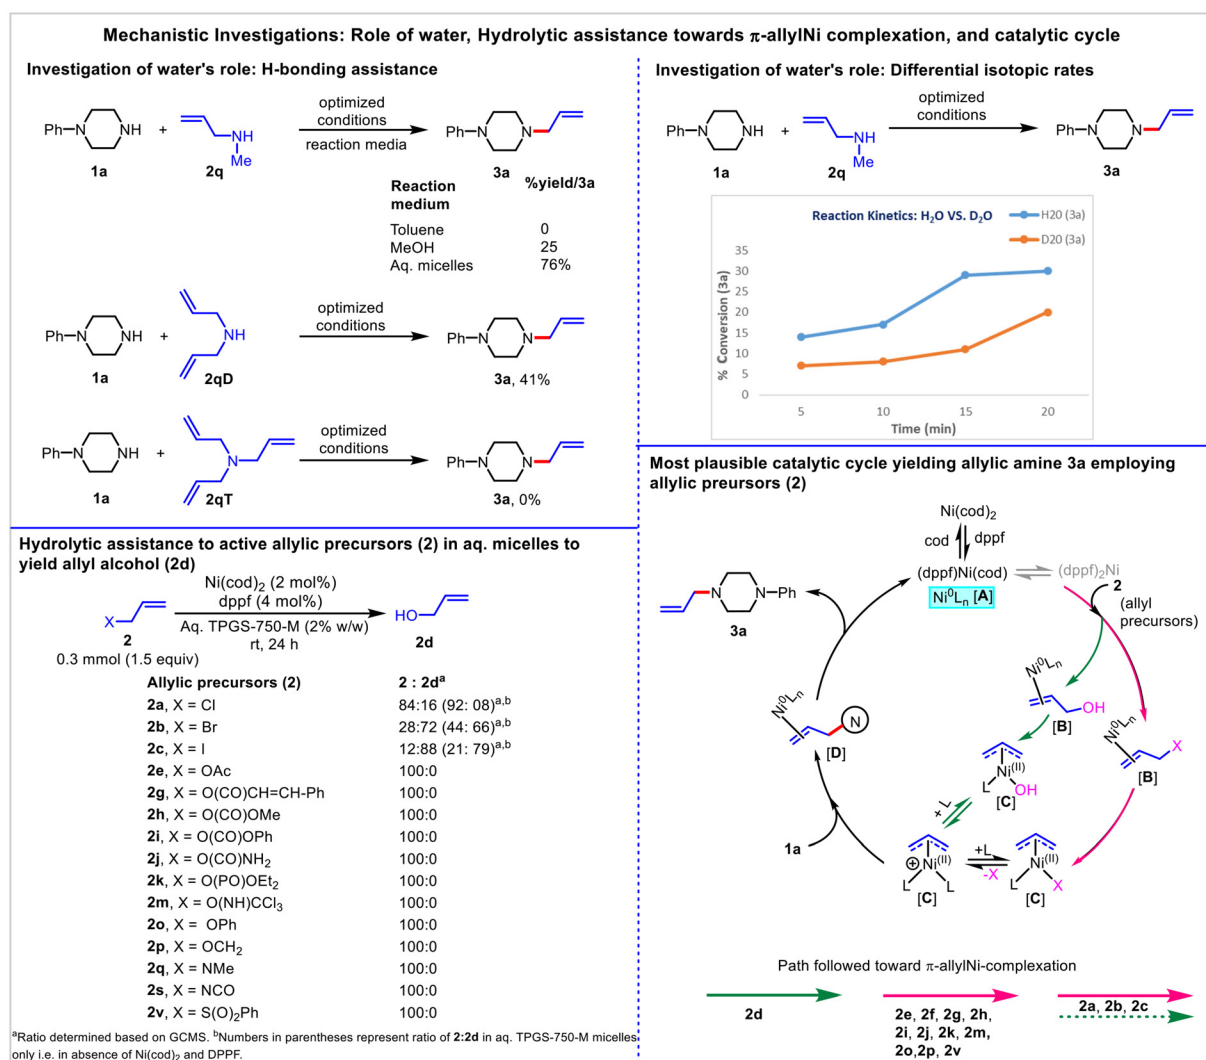 Mechanistic Investigations: Role of water, Hydrolytic assistance towards π-allylNi complexation, and catalytic cycle
Investigation of water's role: H-bonding assistance
Ph
N
NH
1a
+
NH
Me
2q
optimized
conditions
reaction media
Ph
N
N
3a
Reaction
medium
%yield/3a
Toluene 0
MeOH 25
Aq. micelles 76%
Ph
N
NH
1a
+
NH
2qD
optimized
conditions
Ph
N
N
3a, 41%
Ph
N
NH
1a
+
N
2qT
optimized
conditions
Ph
N
N
3a, 0%
Investigation of water's role: Differential isotopic rates
Ph
N
NH
1a
+
NH
Me
2q
optimized
conditions
Ph
N
N
3a
Reaction Kinetics: H2O VS. D2O
H20 (3a)
D20 (3a)
% Conversion (3a)
35
30
25
20
15
10
5
0
5 10 15 20
Time (min)
Hydrolytic assistance to active allylic precursors (2) in aq. micelles to
yield allyl alcohol (2d)
X
2
0.3 mmol (1.5 equiv)
Ni(cod)2 (2 mol%)
dppf (4 mol%)
Aq. TPGS-750-M (2% w/w)
rt, 24 h
HO
2d
Allylic precursors (2) 2 : 2da
2a, X = Cl 84:16 (92: 08)a,b
2b, X = Br 28:72 (44: 66)a,b
2c, X = I 12:88 (21: 79)a,b
2e, X = OAc 100:0
2g, X = O(CO)CH=CH-Ph 100:0
2h, X = O(CO)OMe 100:0
2i, X = O(CO)OPh 100:0
2j, X = O(CO)NH2 100:0
2k, X = O(PO)OEt2 100:0
2m, X = O(NH)CCl3 100:0
2o, X = OPh 100:0
2p, X = OCH2 100:0
2q, X = NMe 100:0
2s, X = NCO 100:0
2v, X = S(O)2Ph 100:0
aRatio determined based on GCMS. bNumbers in parentheses represent ratio of 2:2d in aq. TPGS-750-M micelles
only i.e. in absence of Ni(cod)2 and DPPF.
Most plausible catalytic cycle yielding allylic amine 3a employing
allylic preursors (2)
Ni(cod)2
cod
dppf
(dppf)Ni(cod)
(dppf)2Ni
Ni0Ln [A]
2
(allyl
precursors)
N
N
Ph
3a
Ni0Ln
OH
[B]
Ni0Ln
X
[B]
Ni0Ln
N
[D]
Ni(II)
L
OH
[C]
+ L
1a
⊕
Ni(II)
L
L
[C]
+L
-X
Ni(II)
L
X
[C]
Path followed toward π-allylNi-complexation
2d
2e, 2f, 2g, 2h,
2i, 2j, 2k, 2m,
2o,2p, 2v
2a, 2b, 2c